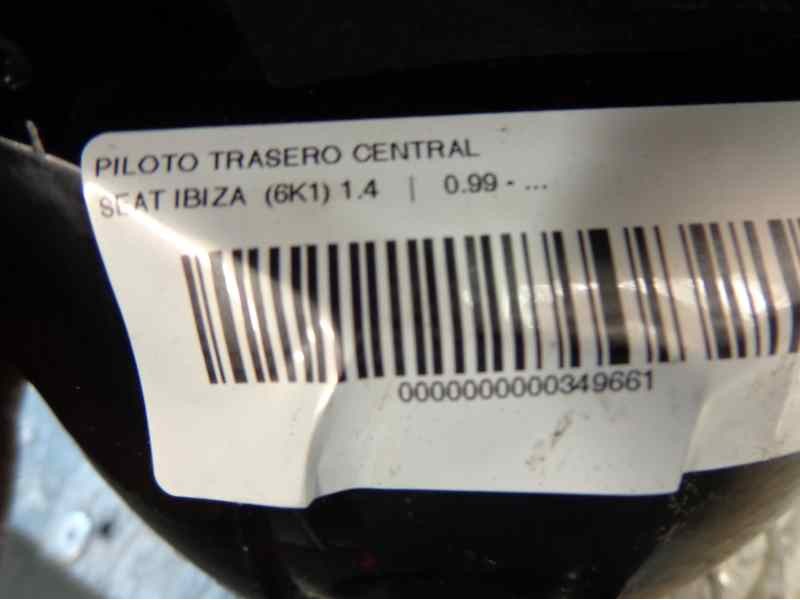 PILOTO TRASERO CENTRAL
SEAT IBIZA (6K1) 1.4 | 0.99 - ...
0000000000349661